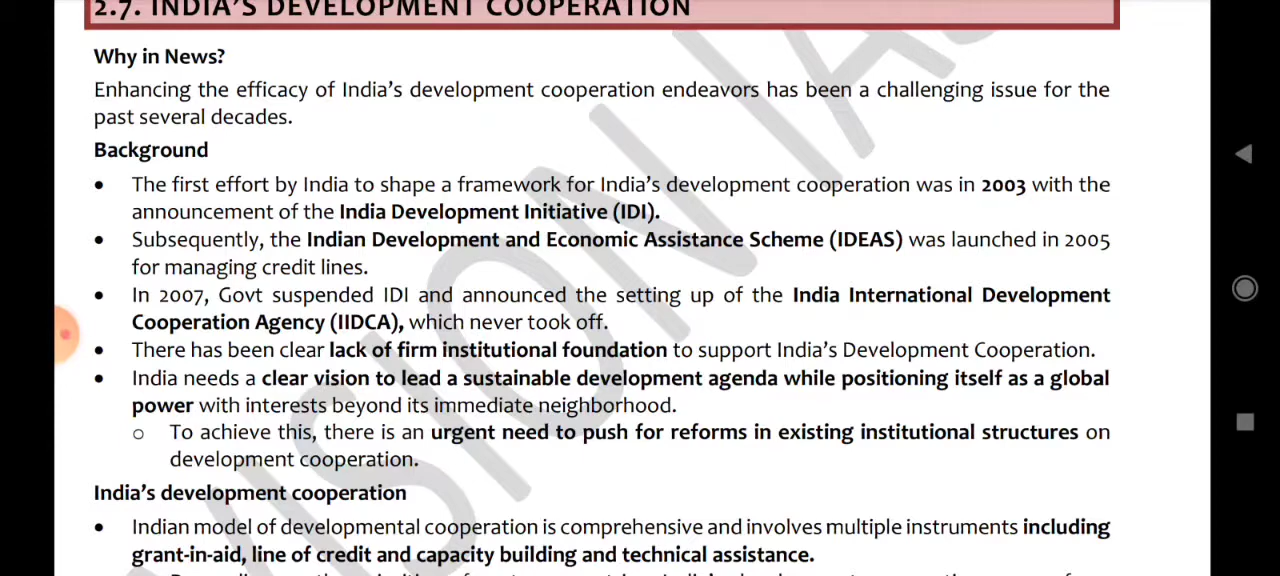 2.7. INDIA'S DEVELOPMENT COOPERATION
Why in News?
Enhancing the efficacy of India's development cooperation endeavors has been a challenging issue for the
past several decades.
Background
• The first effort by India to shape a framework for India's development cooperation was in 2003 with the
announcement of the India Development Initiative (IDI).
• Subsequently, the Indian Development and Economic Assistance Scheme (IDEAS) was launched in 2005
for managing credit lines.
• In 2007, Govt suspended IDI and announced the setting up of the India International Development
Cooperation Agency (IIDCA), which never took off.
• There has been clear lack of firm institutional foundation to support India's Development Cooperation.
• India needs a clear vision to lead a sustainable development agenda while positioning itself as a global
power with interests beyond its immediate neighborhood.
o To achieve this, there is an urgent need to push for reforms in existing institutional structures on
development cooperation.
India's development cooperation
• Indian model of developmental cooperation is comprehensive and involves multiple instruments including
grant-in-aid, line of credit and capacity building and technical assistance.
VISION IAS